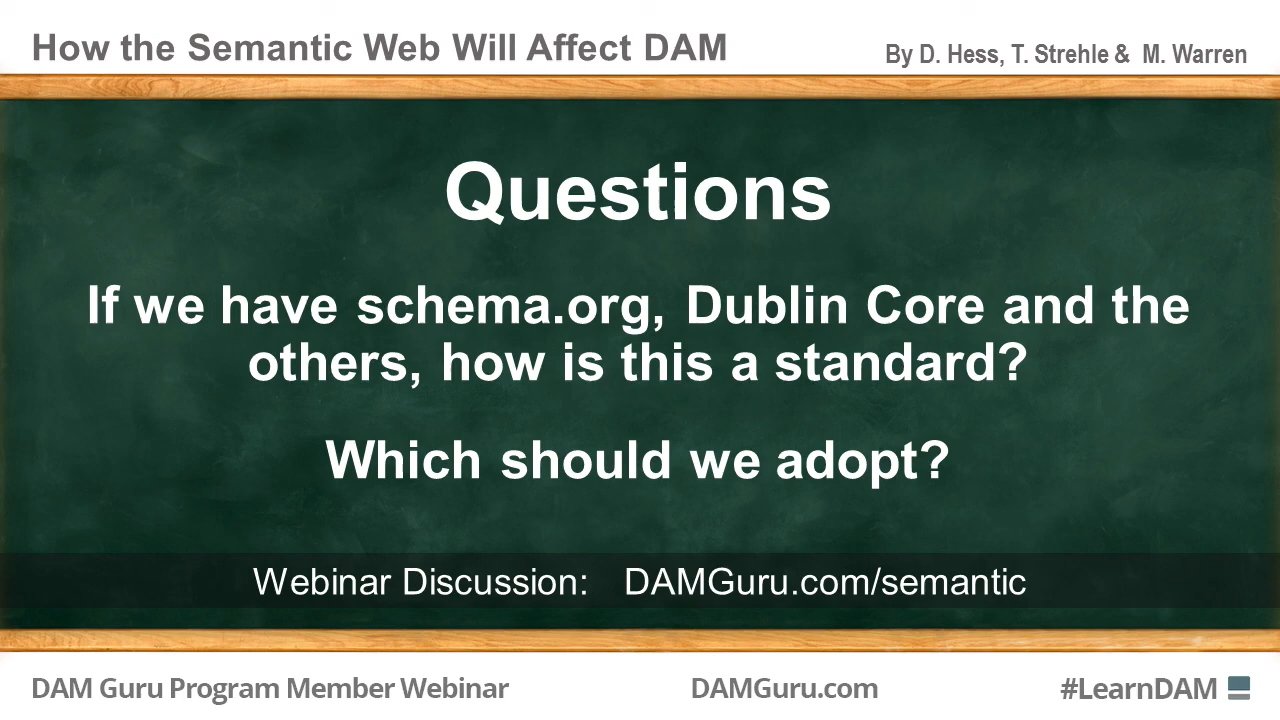 How the Semantic Web Will Affect DAM
By D. Hess, T. Strehle & M. Warren
Questions
If we have schema.org, Dublin Core and the
others, how is this a standard?
Which should we adopt?
Webinar Discussion: DAMGuru.com/semantic
DAM Guru Program Member Webinar
DAMGuru.com
#LearnDAM